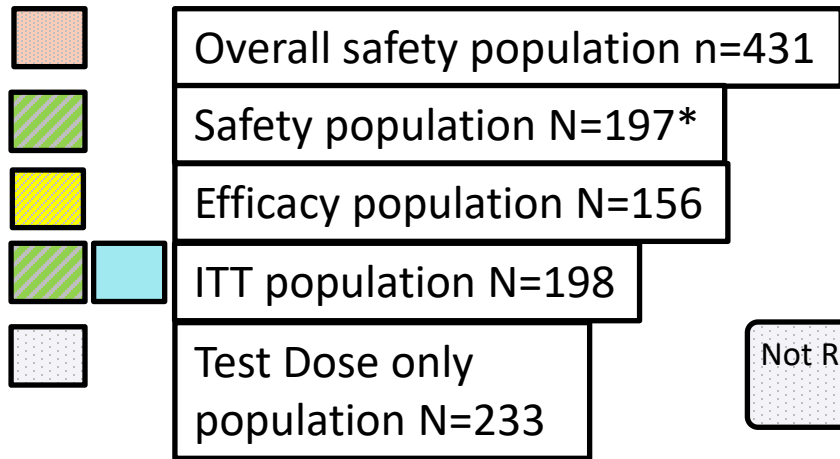 Overall safety population n=431
Safety population N=197*
Efficacy population N=156
ITT population N=198
Test Dose only
population N=233
Not R